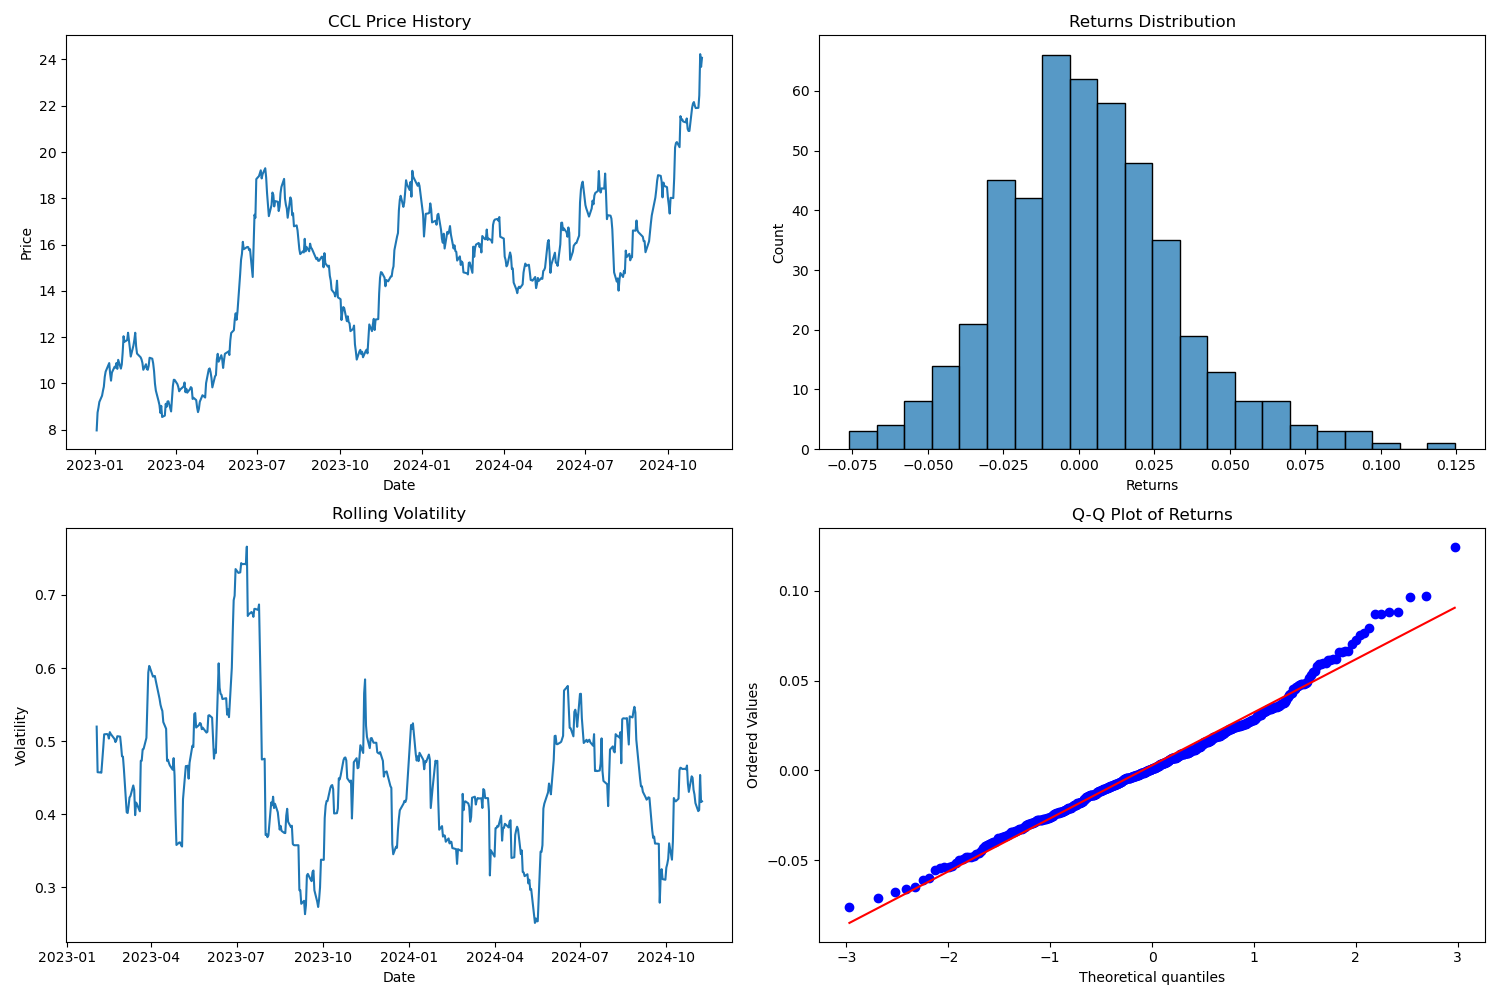 CCL Price History
Price
24
22
20
18
16
14
12
10
8
2023-01 2023-04 2023-07 2023-10 2024-01 2024-04 2024-07 2024-10
Date
Returns Distribution
Count
60
50
40
30
20
10
0
−0.075 −0.050 −0.025 0.000 0.025 0.050 0.075 0.100 0.125
Returns
Rolling Volatility
Volatility
0.7
0.6
0.5
0.4
0.3
2023-01 2023-04 2023-07 2023-10 2024-01 2024-04 2024-07 2024-10
Date
Q-Q Plot of Returns
Ordered Values
0.10
0.05
0.00
−0.05
−3 −2 −1 0 1 2 3
Theoretical quantiles